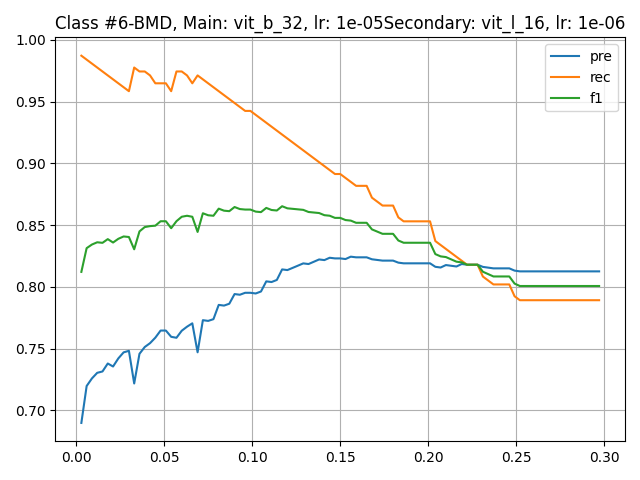 Class #6-BMD, Main: vit_b_32, lr: 1e-05Secondary: vit_l_16, lr: 1e-06
1.00
0.95
0.90
0.85
0.80
0.75
0.70
pre
rec
f1
0.00 0.05 0.10 0.15 0.20 0.25 0.30